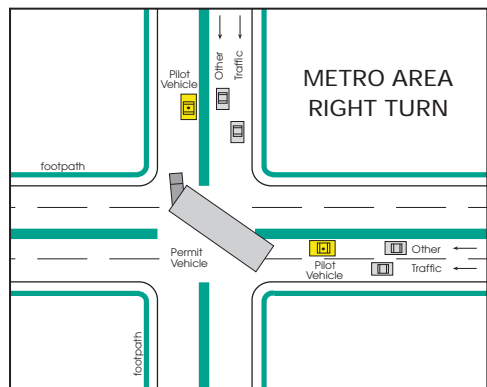 Pilot
Vehicle
Other
Traffic
METRO AREA
RIGHT TURN
footpath
Permit
Vehicle
Pilot
Vehicle
Other
Traffic
footpath